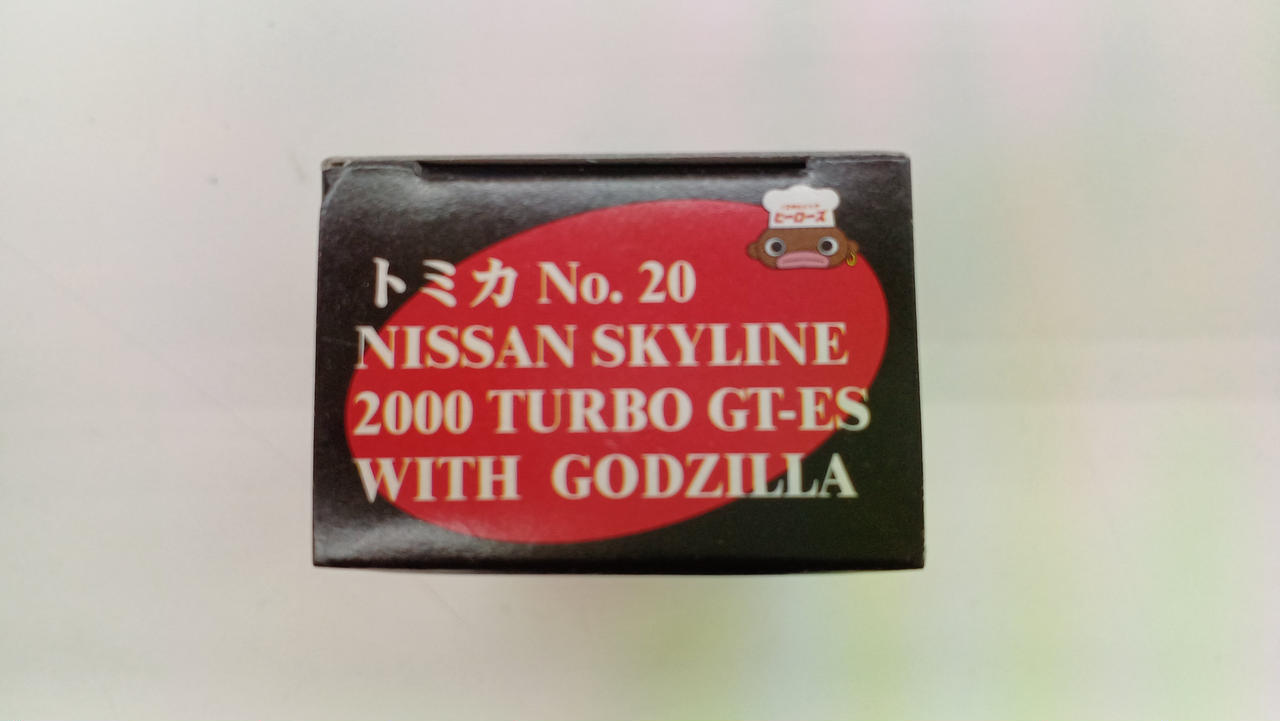 ヒーローズ
トミカ No. 20
NISSAN SKYLINE
2000 TURBO GT-ES
WITH GODZILLA